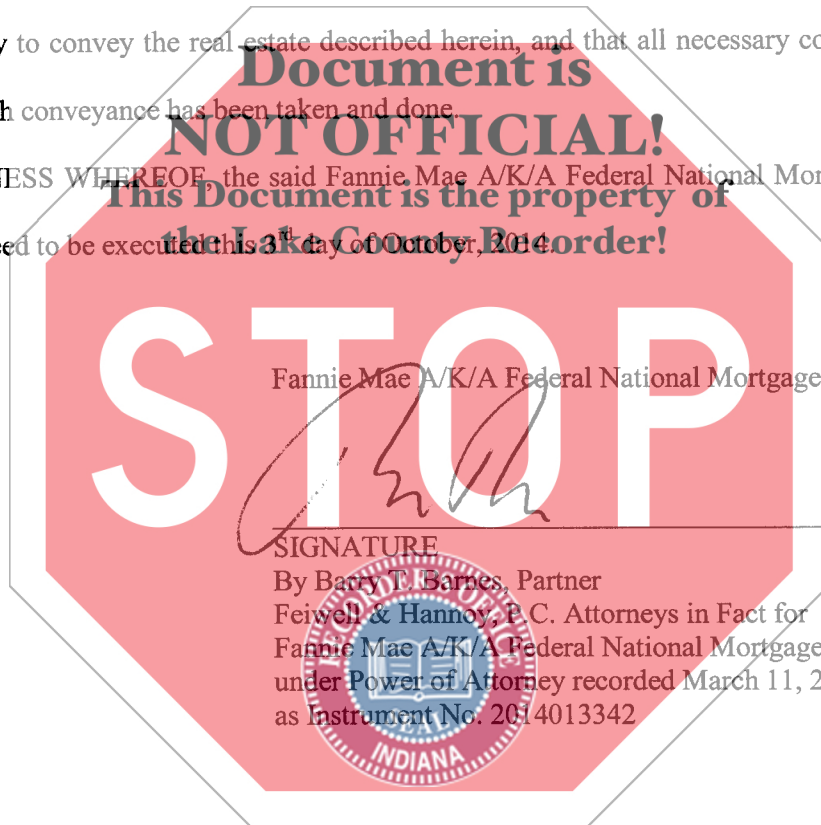 y to convey the real estate described herein, and that all necessary co
Document is
h conveyance has been taken and done.
NOT OFFICIAL!
ESS WHEREOF, the said Fannie Mae A/K/A Federal National Mor
This Document is the property of
ed to be executed this 3rd day of October, 2014.
the Lake County Recorder!
STOP
Fannie Mae A/K/A Federal National Mortgage
SIGNATURE
By Barry T. Barnes, Partner
Feiwell & Hannoy, P.C. Attorneys in Fact for
Fannie Mae A/K/A Federal National Mortgage
under Power of Attorney recorded March 11, 2
as Instrument No. 2014013342
RECORDER'S OFFICE
SEAL
INDIANA